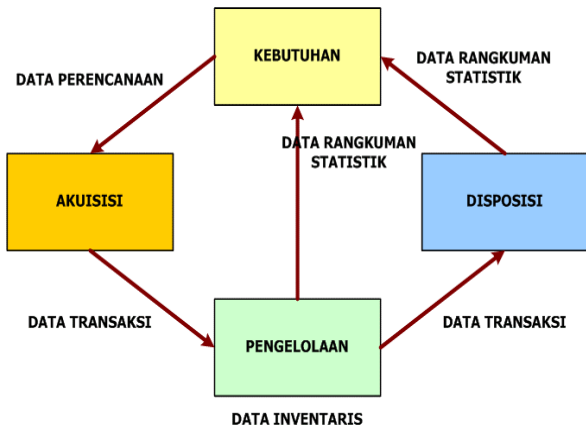 KEBUTUHAN
DATA PERENCANAAN
DATA RANGKUMAN
STATISTIK
DATA RANGKUMAN
STATISTIK
AKUISISI
DISPOSISI
DATA TRANSAKSI
DATA TRANSAKSI
PENGELOLAAN
DATA INVENTARIS